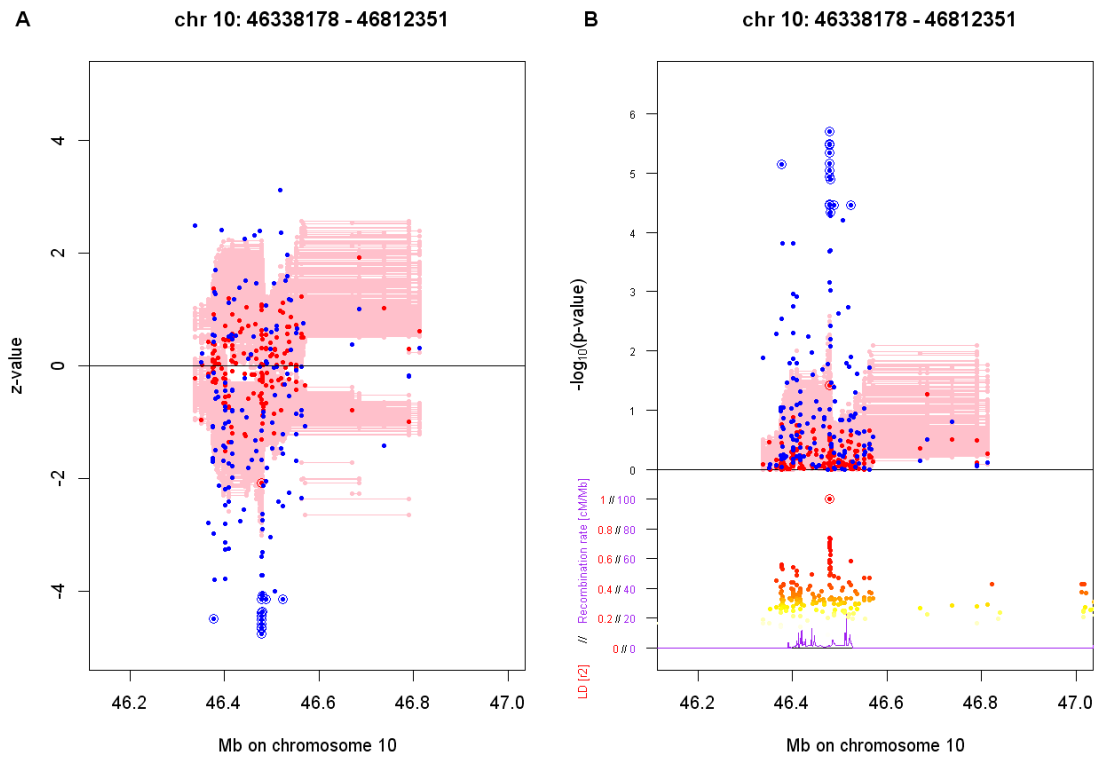 A
chr 10: 46338178 - 46812351
4
2
0
-2
-4
z-value
46.2
46.4
46.6
46.8
47.0
Mb on chromosome 10
B
chr 10: 46338178 - 46812351
6
5
4
3
2
1
0
-log10(p-value)
1 // 100
0.8 // 80
0.6 // 60
0.4 // 40
0.2 // 20
0 // 0
LD [r2] // Recombination rate [cM/Mb]
46.2
46.4
46.6
46.8
47.0
Mb on chromosome 10